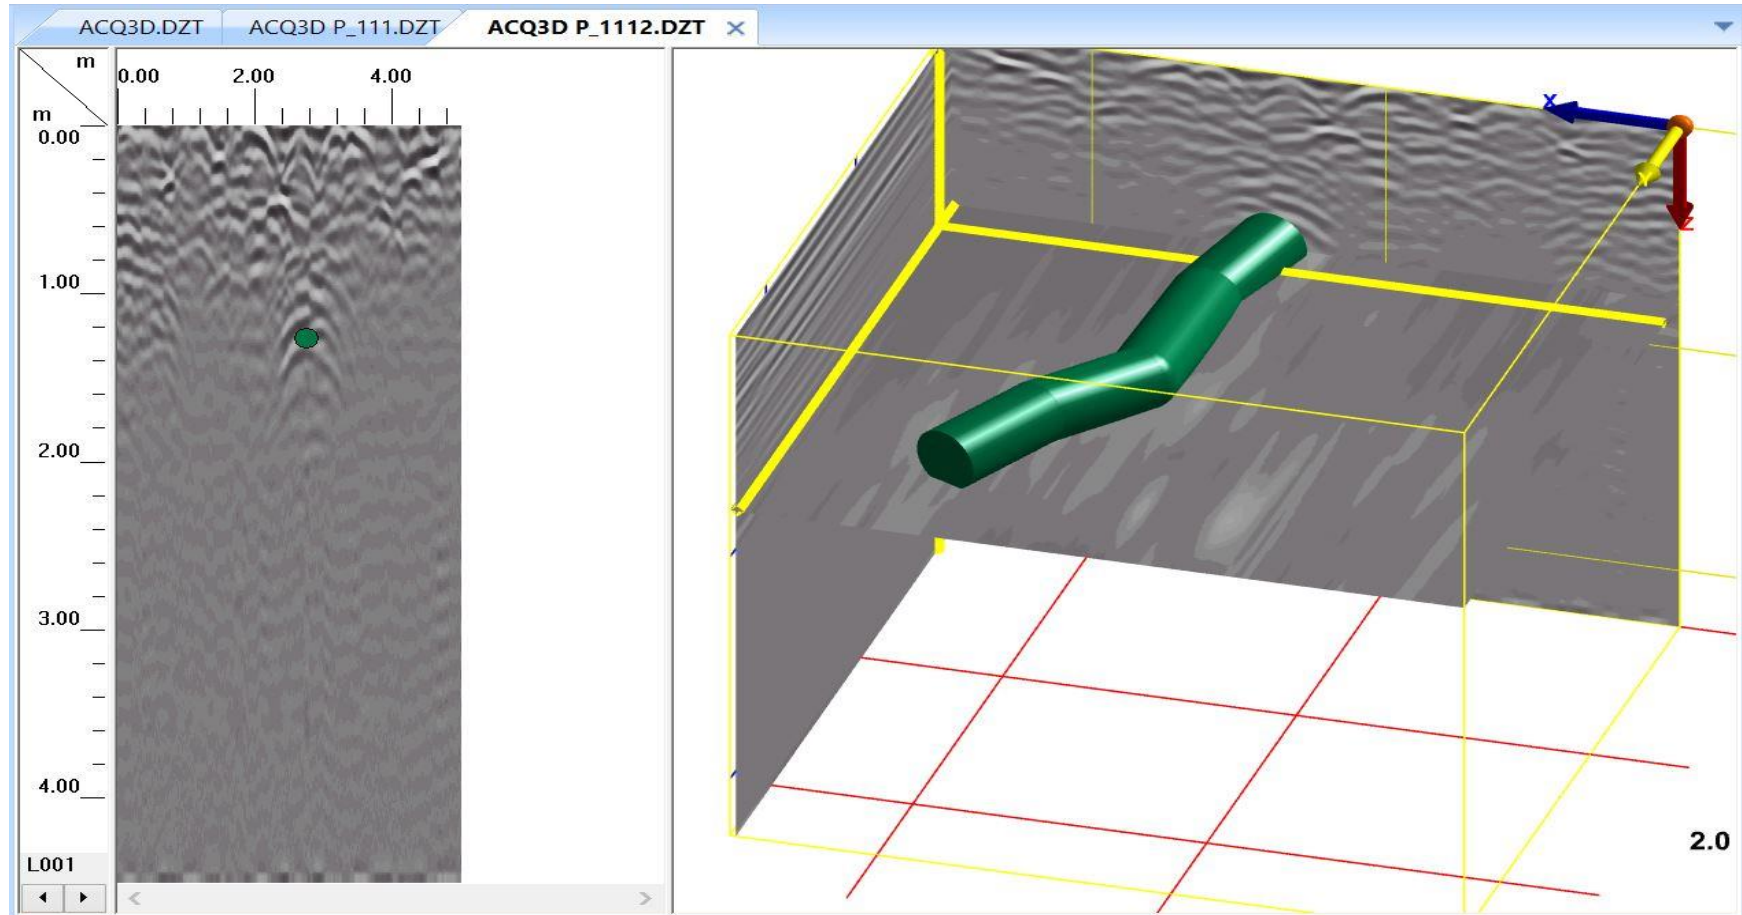 ACQ3D.DZT ACQ3D P_111.DZT ACQ3D P_1112.DZT
m
m
0.00 2.00 4.00
0.00
1.00
2.00
3.00
4.00
L001
X
Y
Z
2.0